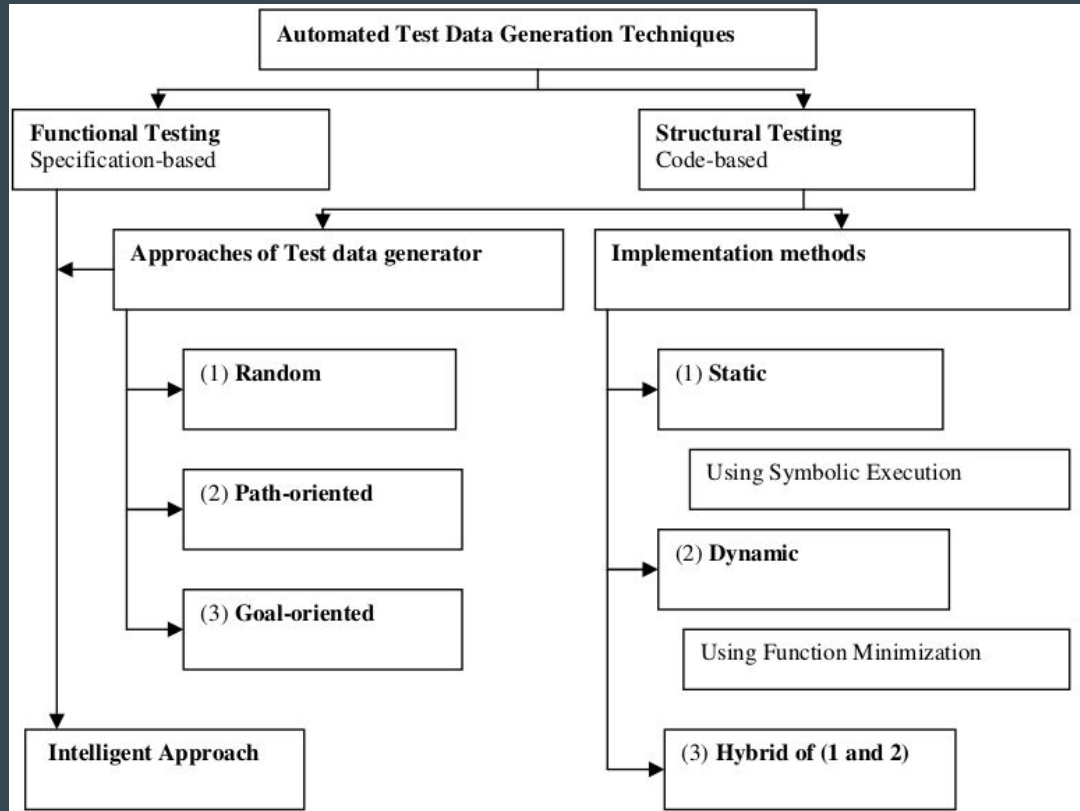 Automated Test Data Generation Techniques
Functional Testing
Specification-based
Structural Testing
Code-based
Approaches of Test data generator
Implementation methods
(1) Random
(1) Static
Using Symbolic Execution
(2) Path-oriented
(2) Dynamic
(3) Goal-oriented
Using Function Minimization
Intelligent Approach
(3) Hybrid of (1 and 2)